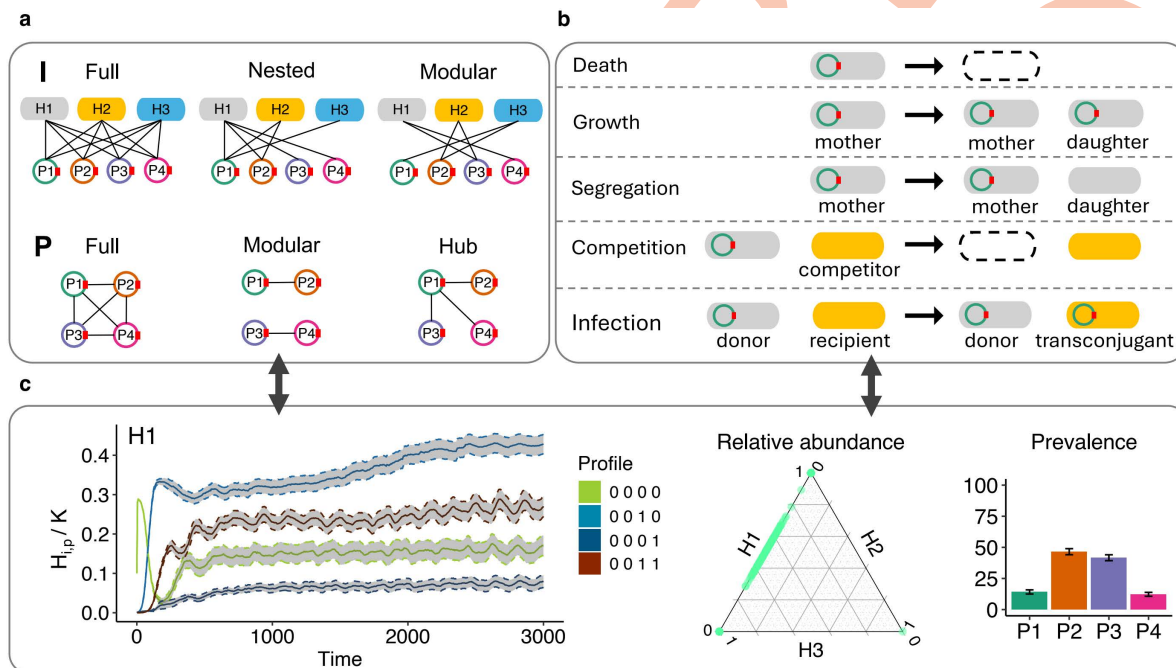 a
I Full Nested Modular
H1 H2 H3 H1 H2 H3 H1 H2 H3
P1 P2 P3 P4 P1 P2 P3 P4 P1 P2 P3 P4
P Full Modular Hub
P1 P2 P1 P2 P1 P2
P3 P4 P3 P4 P3 P4
b
Death
Growth
mother mother daughter
Segregation
mother mother daughter
Competition
competitor
Infection
donor recipient donor transconjugant
c
H1
H i,p / K
0.4
0.3
0.2
0.1
0.0
0 1000 2000 3000
Time
Profile
0 0 0 0
0 0 1 0
0 0 0 1
0 0 1 1
Relative abundance
1 0
H1 H2
0 1
1 0
H3
Prevalence
100
75
50
25
0
P1 P2 P3 P4